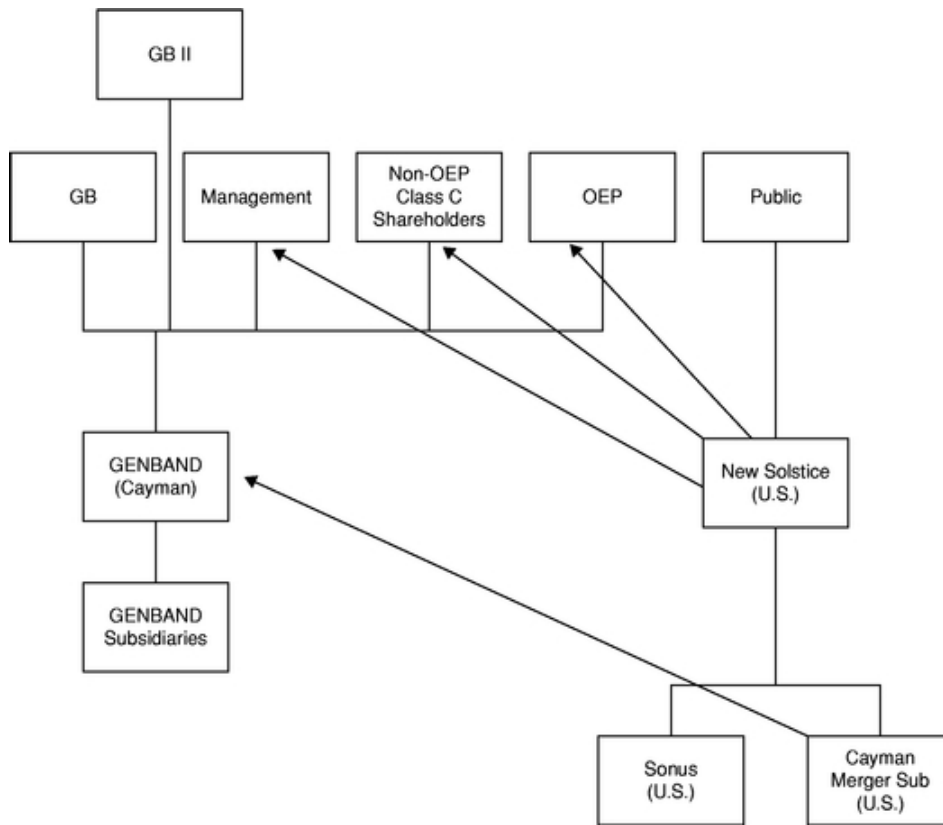 GB II
GB
Management
Non-OEP
Class C
Shareholders
OEP
Public
GENBAND
(Cayman)
New Solstice
(U.S.)
GENBAND
Subsidiaries
Sonus
(U.S.)
Cayman
Merger Sub
(U.S.)